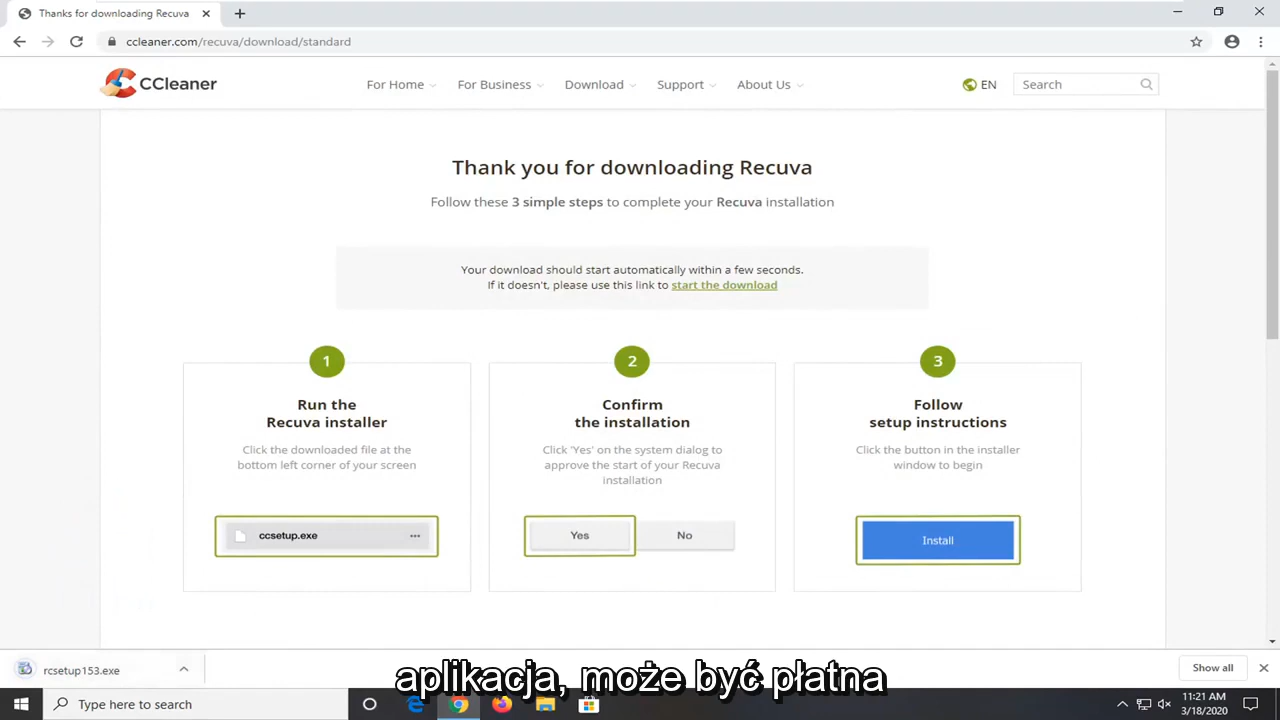 Thanks for downloading Recuva
ccleaner.com/recuva/download/standard
CCleaner
For Home
For Business
Download
Support
About Us
EN
Search
Thank you for downloading Recuva
Follow these 3 simple steps to complete your Recuva installation
Your download should start automatically within a few seconds.
If it doesn't, please use this link to start the download
1
Run the
Recuva installer
Click the downloaded file at the
bottom left corner of your screen
ccsetup.exe
2
Confirm
the installation
Click 'Yes' on the system dialog to
approve the start of your Recuva
installation
Yes
No
3
Follow
setup instructions
Click the button in the installer
window to begin
Install
rcsetup153.exe
Show all
aplikacja, może być płatna
Type here to search
11:21 AM
3/18/2020